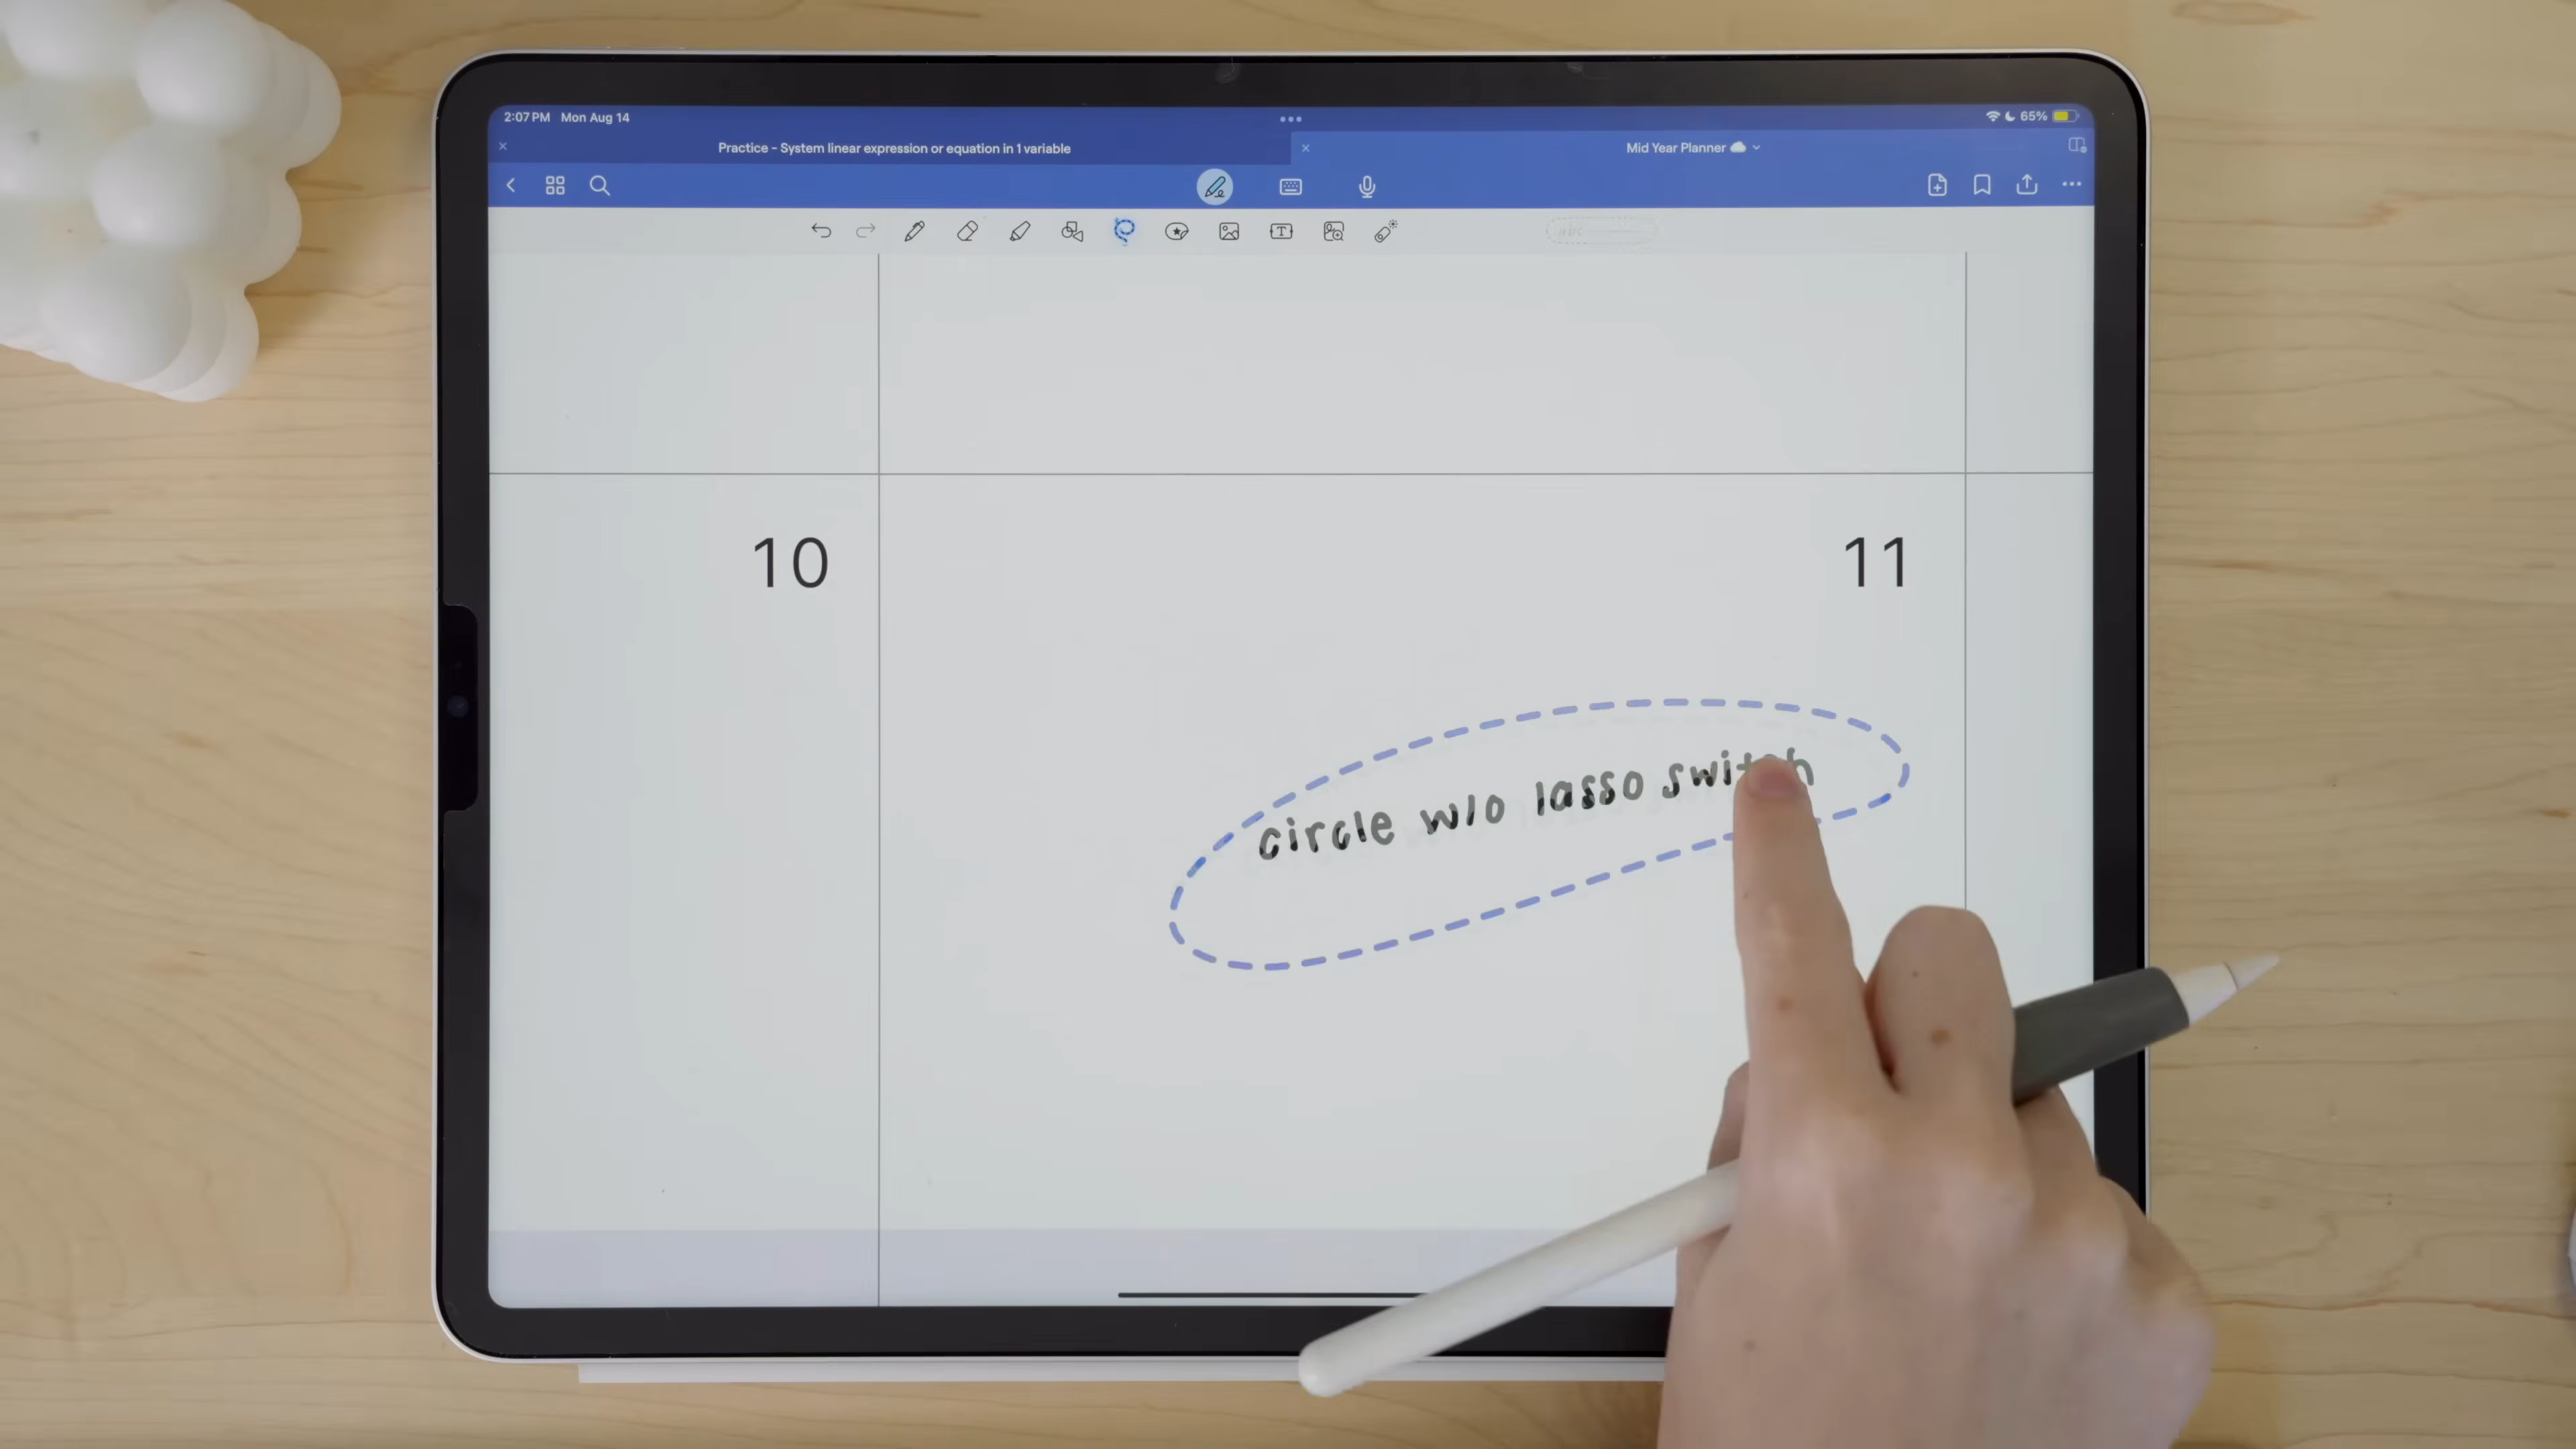 2:07 PM Mon Aug 14
65%
Practice - System linear expression or equation in 1 variable
Mid Year Planner
T
abc
10
11
circle w/o lasso switch